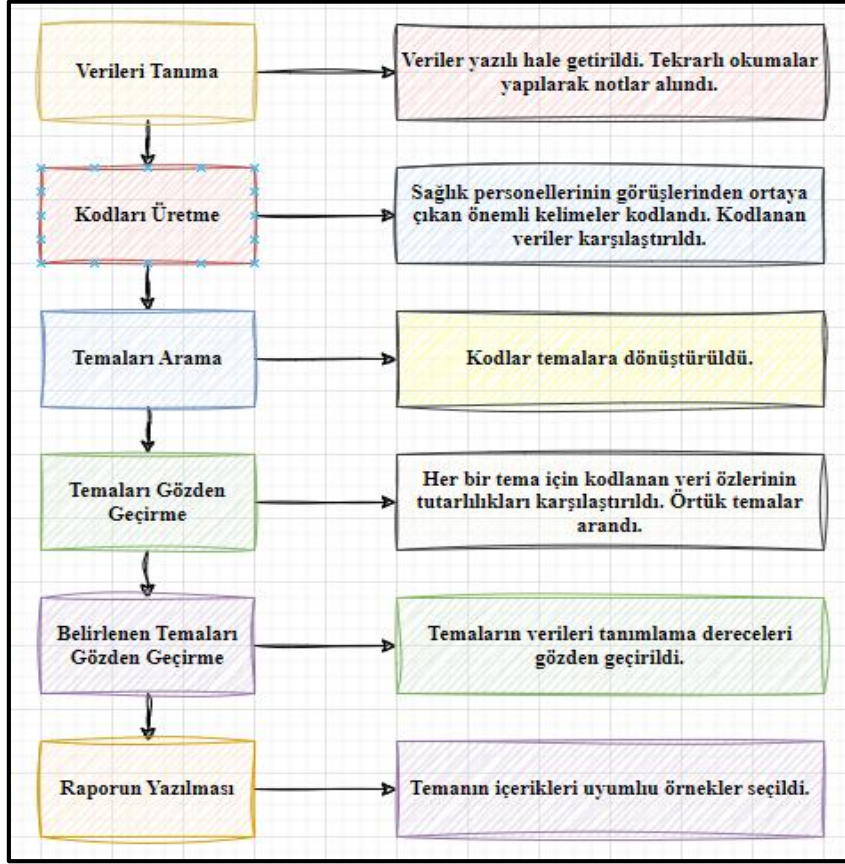 Verileri Tanıma
Veriler yazılı hale getirildi. Tekrarlı okumalar
yapılarak notlar alındı.
Kodları Üretme
Sağlık personellerinin görüşlerinden ortaya
çıkan önemli kelimeler kodlandı. Kodlanan
veriler karşılaştırıldı.
Temaları Arama
Kodlar temalara dönüştürüldü.
Temaları Gözden
Geçirme
Her bir tema için kodlanan veri özlerinin
tutarlılıkları karşılaştırıldı. Örtük temalar
arandı.
Belirlenen Temaları
Gözden Geçirme
Temaların verileri tanımlama dereceleri
gözden geçirildi.
Raporun Yazılması
Temanın içerikleri uyumlu örnekler seçildi.